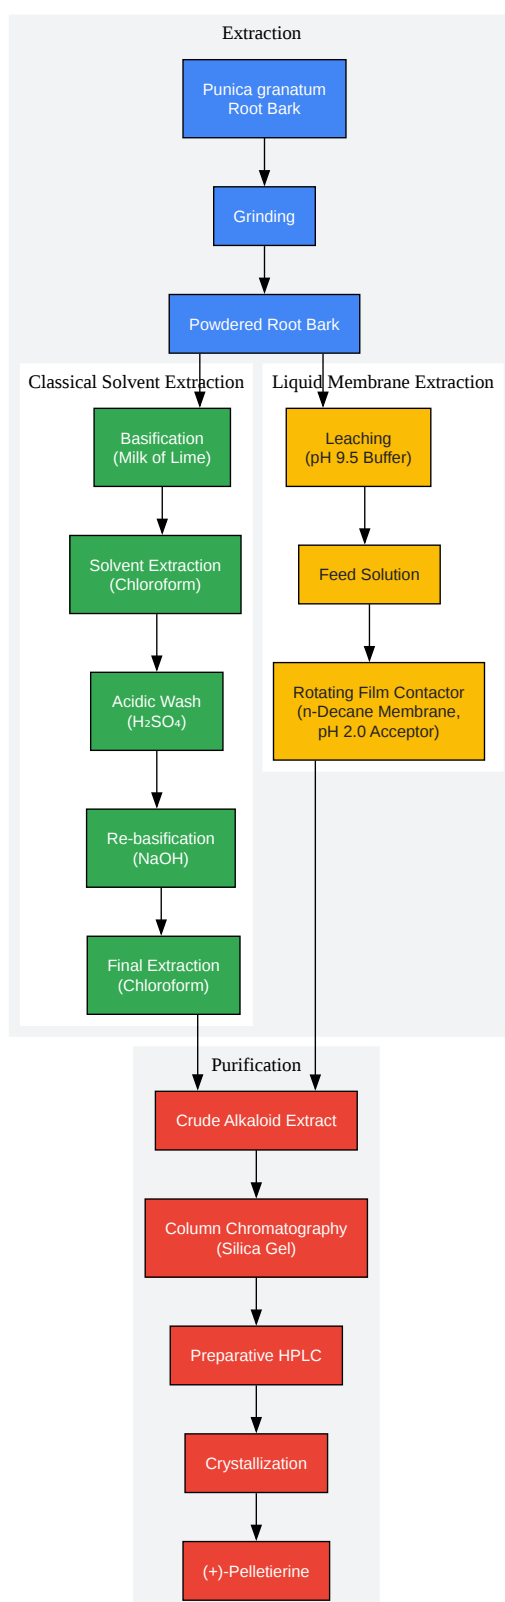 Extraction
Punica granatum
Root Bark
Grinding
Powdered Root Bark
Classical Solvent Extraction
Basification
(Milk of Lime)
Solvent Extraction
(Chloroform)
Acidic Wash
(H₂SO₄)
Re-basification
(NaOH)
Final Extraction
(Chloroform)
Liquid Membrane Extraction
Leaching
(pH 9.5 Buffer)
Feed Solution
Rotating Film Contactor
(n-Decane Membrane,
pH 2.0 Acceptor)
Purification
Crude Alkaloid Extract
Column Chromatography
(Silica Gel)
Preparative HPLC
Crystallization
(+)-Pelletierine